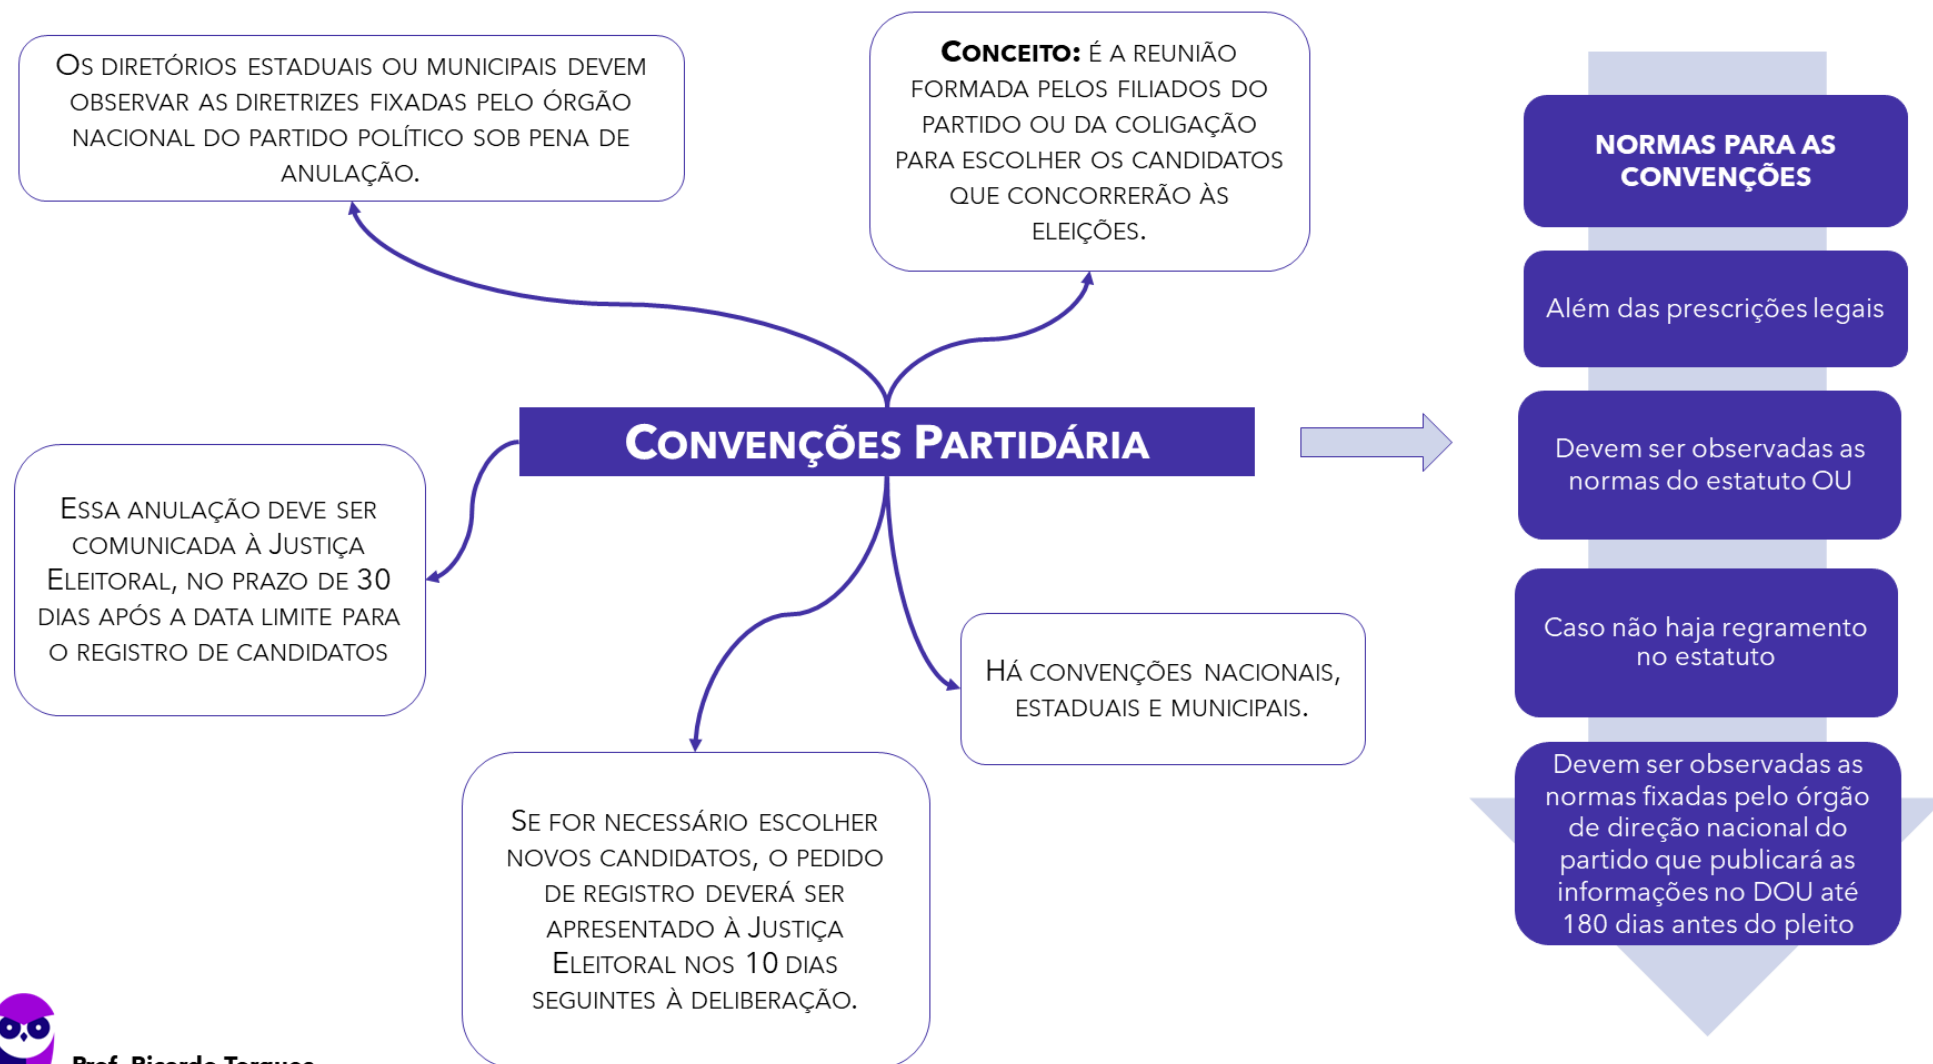 Os diretórios estaduais ou municipais devem
observar as diretrizes fixadas pelo órgão
nacional do partido político sob pena de
anulação.
Conceito: é a reunião
formada pelos filiados do
partido ou da coligação
para escolher os candidatos
que concorrerão às
eleições.
Convenções Partidária
Essa anulação deve ser
comunicada à Justiça
Eleitoral, no prazo de 30
dias após a data limite para
o registro de candidatos
Há convenções nacionais,
estaduais e municipais.
Se for necessário escolher
novos candidatos, o pedido
de registro deverá ser
apresentado à Justiça
Eleitoral nos 10 dias
seguintes à deliberação.
NORMAS PARA AS
CONVENÇÕES
Além das prescrições legais
Devem ser observadas as
normas do estatuto OU
Caso não haja regramento
no estatuto
Devem ser observadas as
normas fixadas pelo órgão
de direção nacional do
partido que publicará as
informações no DOU até
180 dias antes do pleito
Prof. Ricardo Torques